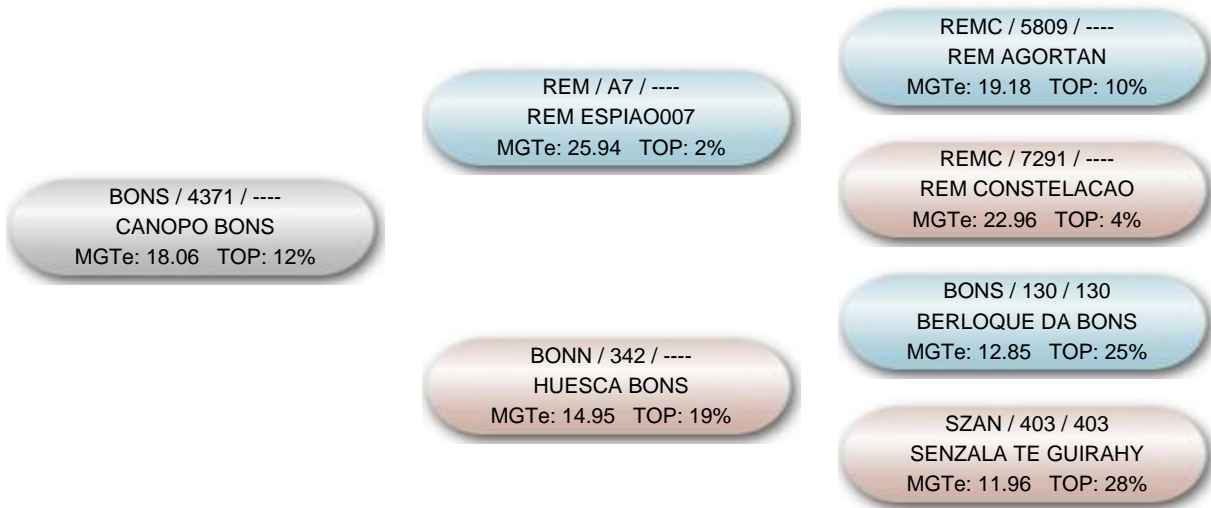 BONS / 4371 / ----
CANOPO BONS
MGTe: 18.06 TOP: 12%
REM / A7 / ----
REM ESPIAO007
MGTe: 25.94 TOP: 2%
BONN / 342 / ----
HUESCA BONS
MGTe: 14.95 TOP: 19%
REMC / 5809 / ----
REM AGORTAN
MGTe: 19.18 TOP: 10%
REMC / 7291 / ----
REM CONSTELACAO
MGTe: 22.96 TOP: 4%
BONS / 130 / 130
BERLOQUE DA BONS
MGTe: 12.85 TOP: 25%
SZAN / 403 / 403
SENZALA TE GUIRAHY
MGTe: 11.96 TOP: 28%